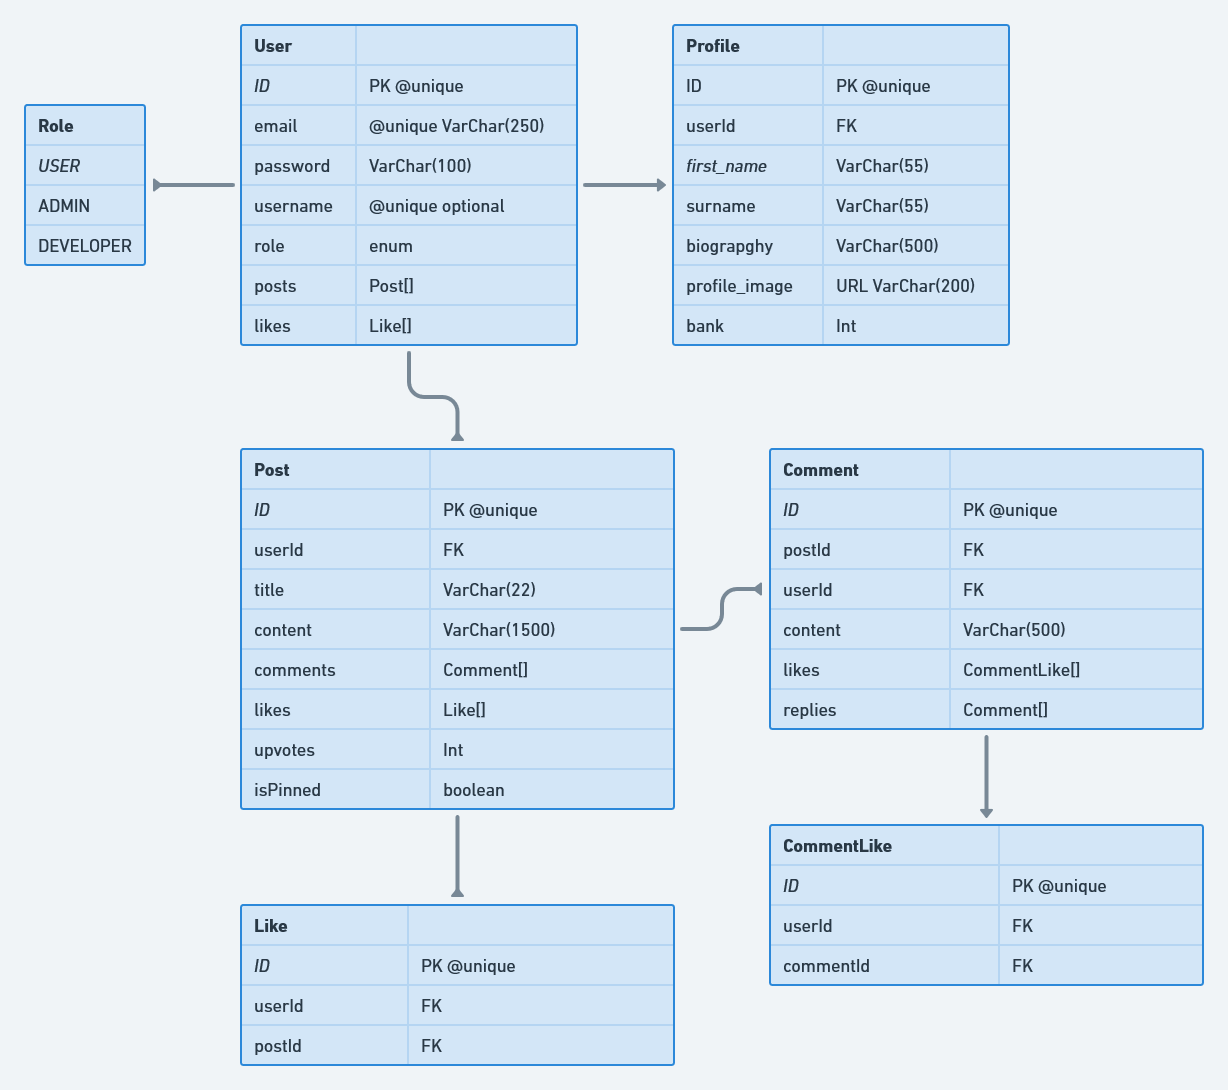 Role
USER
ADMIN
DEVELOPER
User
ID PK @unique
email @unique VarChar(250)
password VarChar(100)
username @unique optional
role enum
posts Post[]
likes Like[]
Profile
ID PK @unique
userId FK
first_name VarChar(55)
surname VarChar(55)
biograpghy VarChar(500)
profile_image URL VarChar(200)
bank Int
Post
ID PK @unique
userId FK
title VarChar(22)
content VarChar(1500)
comments Comment[]
likes Like[]
upvotes Int
isPinned boolean
Comment
ID PK @unique
postId FK
userId FK
content VarChar(500)
likes CommentLike[]
replies Comment[]
Like
ID PK @unique
userId FK
postId FK
CommentLike
ID PK @unique
userId FK
commentId FK